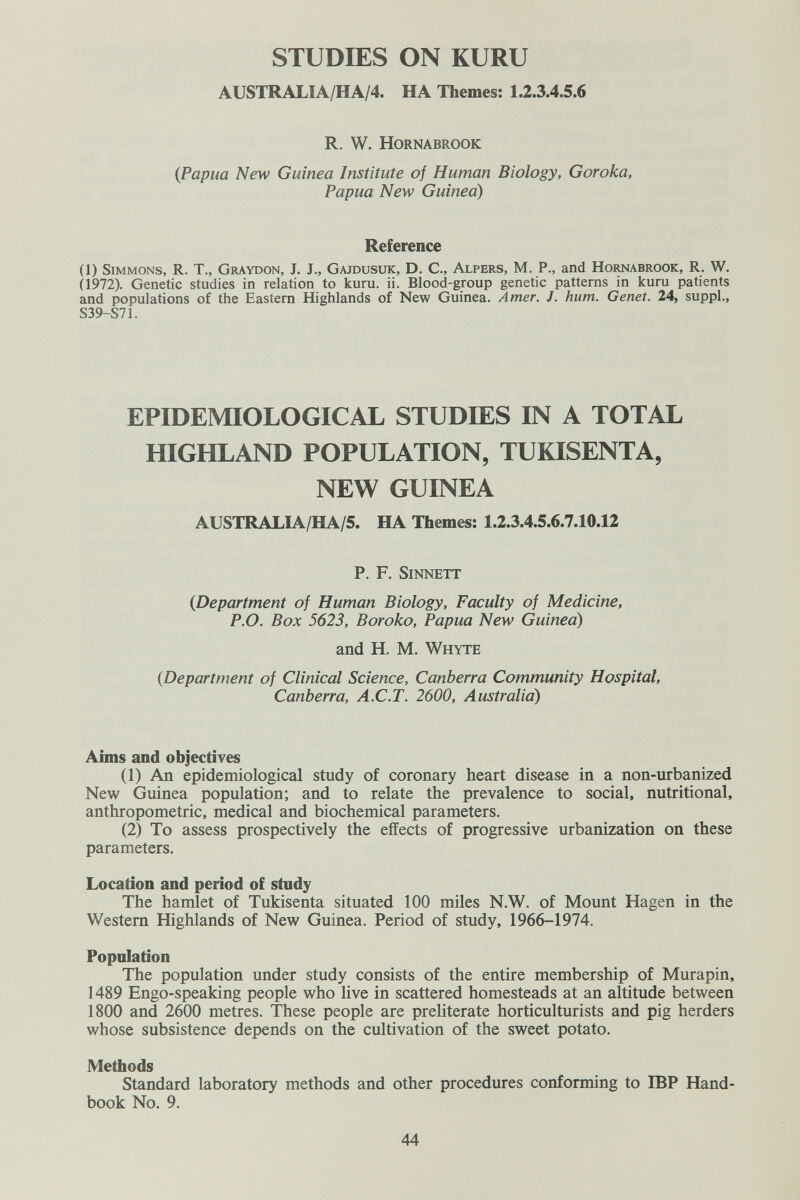 STUDIES ON KURU
AUSTRALIA/HA/4. HA Themes: 1.2.3.4.5.6
R. W. HORNABROOK
(Papua New Guinea Institute of Human Biology, Goroka,
Papua New Guinea)
Reference
(1) SIMMONS, R. T., GRAYDON, J. J., GAJDUSUK, D. C., ALPERS, M. P., and HORNABROOK, R. W.
(1972). Genetic studies in relation to kuru. ii. Blood-group genetic patterns in kuru patients
and populations of the Eastern Highlands of New Guinea. Amer. J. hum. Genet. 24, suppl.,
S39-S71.
EPIDEMIOLOGICAL STUDIES IN A TOTAL
HIGHLAND POPULATION, TUKISENTA,
NEW GUINEA
AUSTRALIA/HA/5. HA Themes: 1.2.3.4.5.6.7.10.12
P. F. SINNETT
(Department of Human Biology, Faculty of Medicine,
P.O. Box 5623, Boroko, Papua New Guinea)
and H. M. WHYTE
(Department of Clinical Science, Canberra Community Hospital,
Canberra, A.C.T. 2600, Australia)
Aims and objectives
(1) An epidemiological study of coronary heart disease in a non-urbanized
New Guinea population; and to relate the prevalence to social, nutritional,
anthropometric, medical and biochemical parameters.
(2) To assess prospectively the effects of progressive urbanization on these
parameters.
Location and period of study
The hamlet of Tukisenta situated 100 miles N.W. of Mount Hagen in the
Western Highlands of New Guinea. Period of study, 1966–1974.
Population
The population under study consists of the entire membership of Murapin,
1489 Engo-speaking people who live in scattered homesteads at an altitude between
1800 and 2600 metres. These people are preliterate horticulturists and pig herders
whose subsistence depends on the cultivation of the sweet potato.
Methods
Standard laboratory methods and other procedures conforming to IBP Hand-
book No. 9.
44